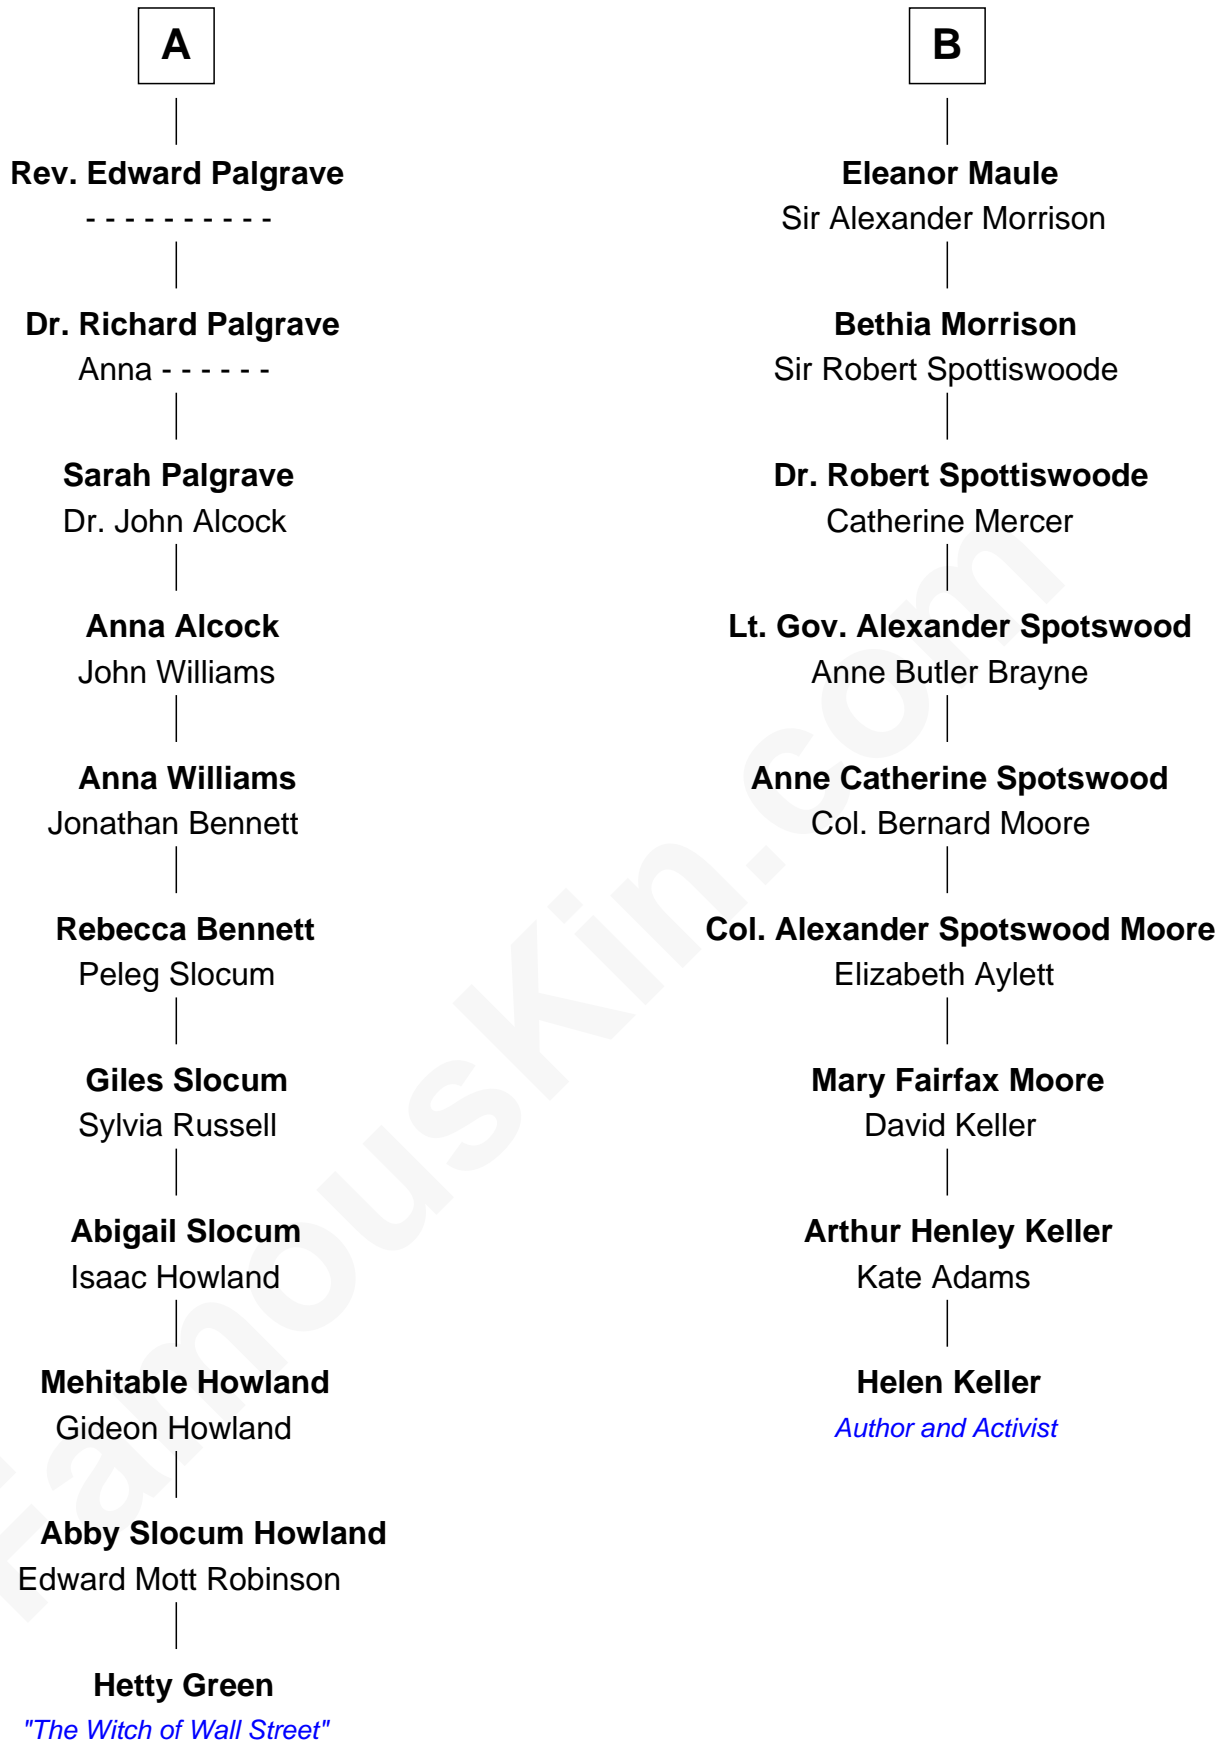 A
Rev. Edward Palgrave
- - - - - - - - - -
Dr. Richard Palgrave
Anna - - - - - -
Sarah Palgrave
Dr. John Alcock
Anna Alcock
John Williams
Anna Williams
Jonathan Bennett
Rebecca Bennett
Peleg Slocum
Giles Slocum
Sylvia Russell
Abigail Slocum
Isaac Howland
Mehitable Howland
Gideon Howland
Abby Slocum Howland
Edward Mott Robinson
Hetty Green
"The Witch of Wall Street"
B
Eleanor Maule
Sir Alexander Morrison
Bethia Morrison
Sir Robert Spottiswoode
Dr. Robert Spottiswoode
Catherine Mercer
Lt. Gov. Alexander Spotswood
Anne Butler Brayne
Anne Catherine Spotswood
Col. Bernard Moore
Col. Alexander Spotswood Moore
Elizabeth Aylett
Mary Fairfax Moore
David Keller
Arthur Henley Keller
Kate Adams
Helen Keller
Author and Activist
FamousKin.com